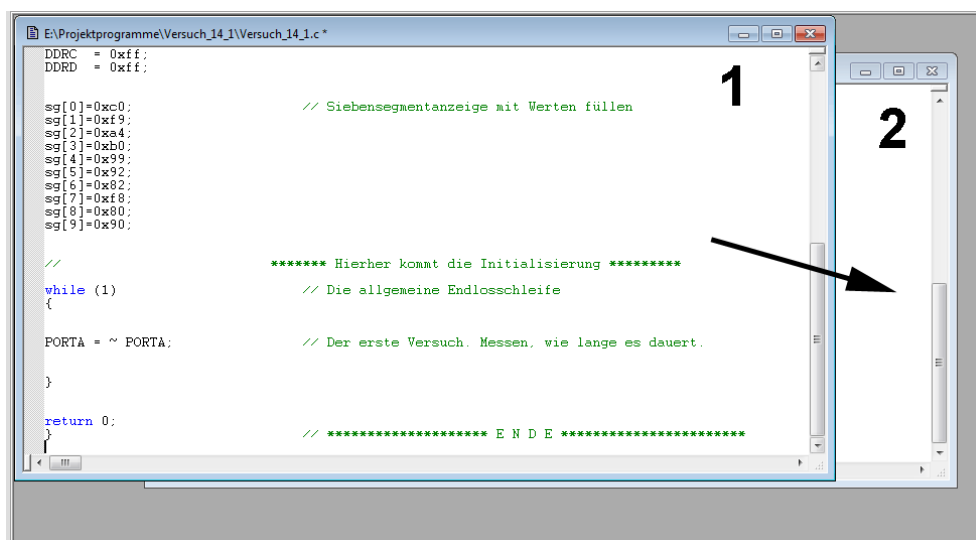 E:\Projektprogramme\Versuch_14_1\Versuch_14_1.c *
DDRC = 0xff;
DDRD = 0xff;
1
2
sg[0]=0xc0; // Siebensegmentanzeige mit Werten füllen
sg[1]=0xf9;
sg[2]=0xa4;
sg[3]=0xb0;
sg[4]=0x99;
sg[5]=0x92;
sg[6]=0x82;
sg[7]=0xf8;
sg[8]=0x80;
sg[9]=0x90;
// ******* Hierher kommt die Initialisierung *********
while (1) // Die allgemeine Endlosschleife
{
PORTA = ~ PORTA; // Der erste Versuch. Messen, wie lange es dauert.
}
return 0;
} // ******************** E N D E ***********************